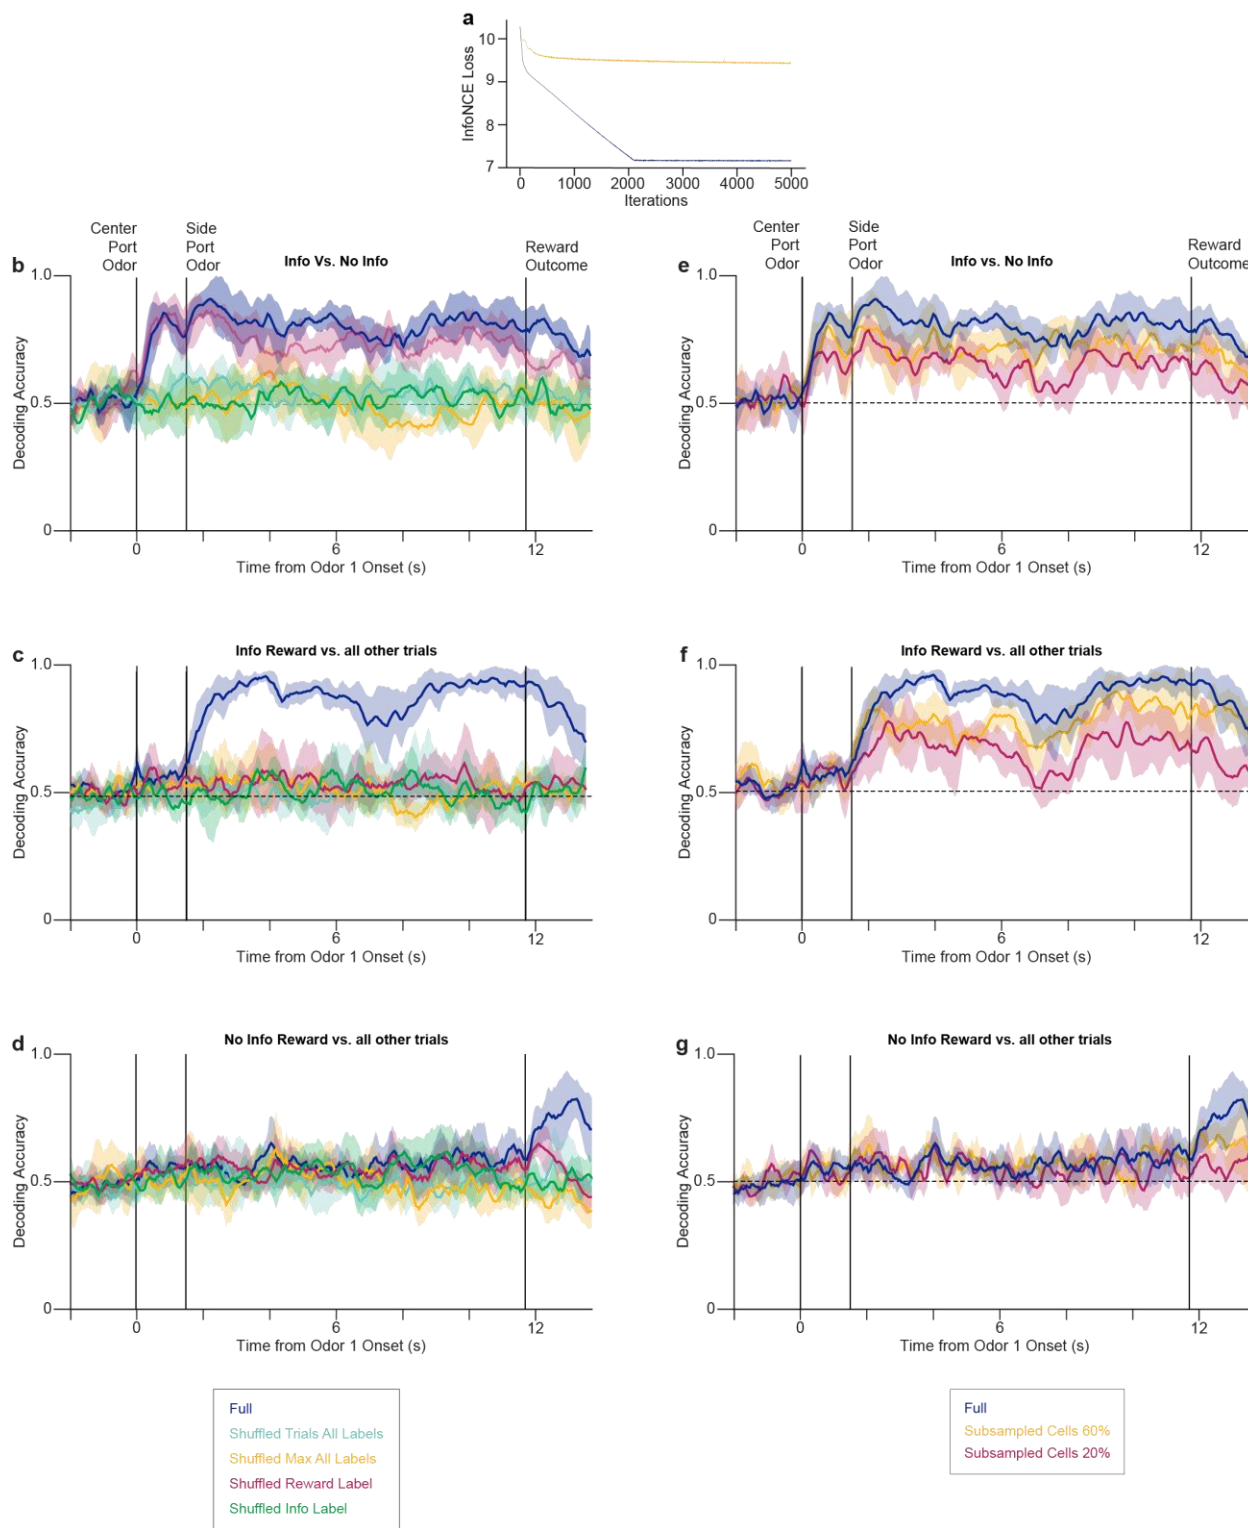 a
10
9
8
7
InfoNCE Loss
0 1000 2000 3000 4000 5000
Iterations
b
Center
Port
Odor
Side
Port
Odor
Info Vs. No Info
Reward
Outcome
1.0
0.5
0
Decoding Accuracy
0 6 12
Time from Odor 1 Onset (s)
e
Center
Port
Odor
Side
Port
Odor
Info vs. No Info
Reward
Outcome
1.0
0.5
0
Decoding Accuracy
0 6 12
Time from Odor 1 Onset (s)
c
Info Reward vs. all other trials
1.0
0.5
0
Decoding Accuracy
0 6 12
Time from Odor 1 Onset (s)
f
Info Reward vs. all other trials
1.0
0.5
0
Decoding Accuracy
0 6 12
Time from Odor 1 Onset (s)
d
No Info Reward vs. all other trials
1.0
0.5
0
Decoding Accuracy
0 6 12
Time from Odor 1 Onset (s)
g
No Info Reward vs. all other trials
1.0
0.5
0
Decoding Accuracy
0 6 12
Time from Odor 1 Onset (s)
Full
Shuffled Trials All Labels
Shuffled Max All Labels
Shuffled Reward Label
Shuffled Info Label
Full
Subsampled Cells 60%
Subsampled Cells 20%